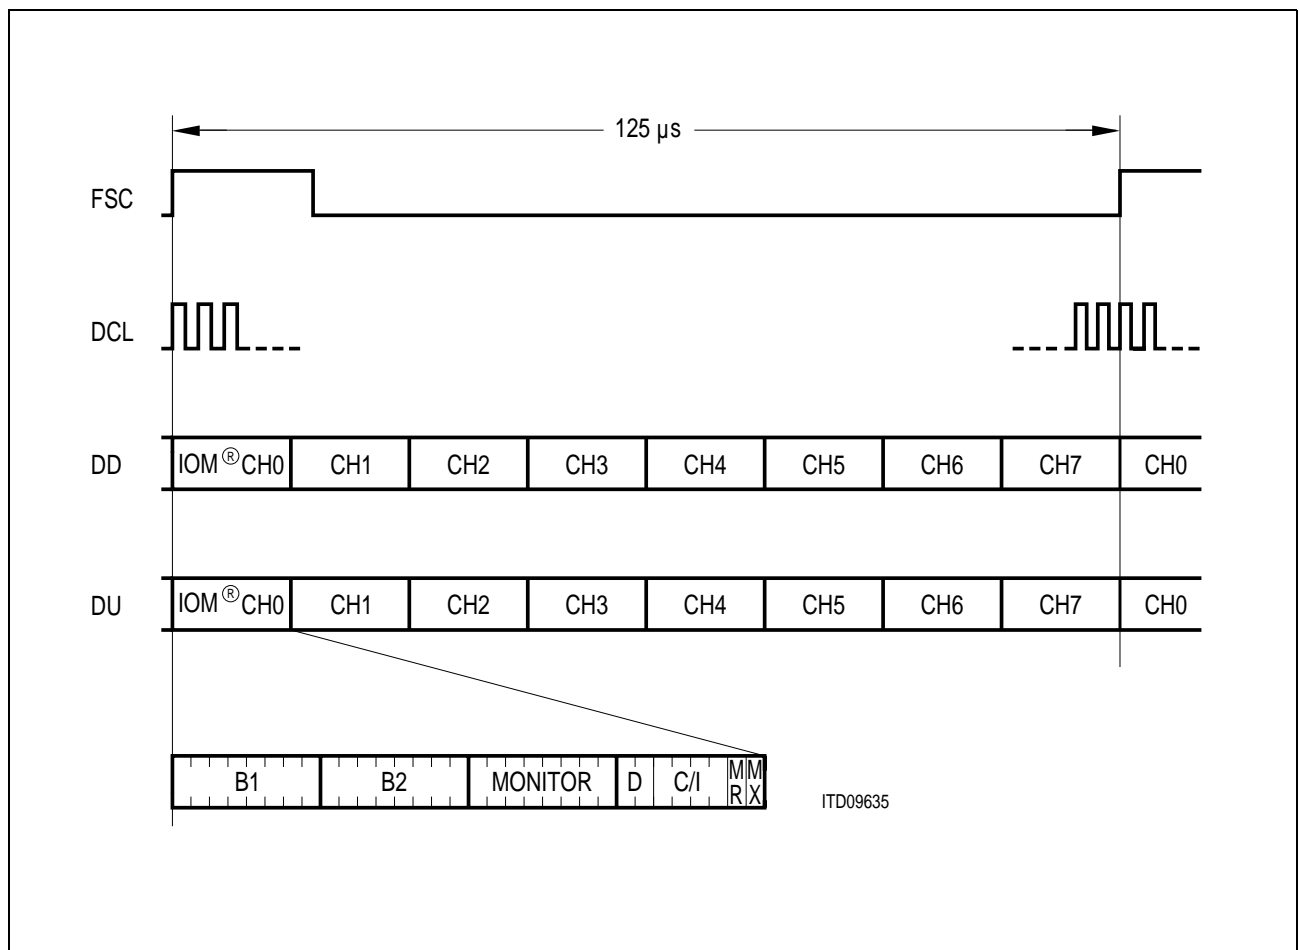 125 µs
FSC
DCL
DD IOM® CH0 CH1 CH2 CH3 CH4 CH5 CH6 CH7 CH0
DU IOM® CH0 CH1 CH2 CH3 CH4 CH5 CH6 CH7 CH0
B1 B2 MONITOR D C/I MR MX
ITD09635